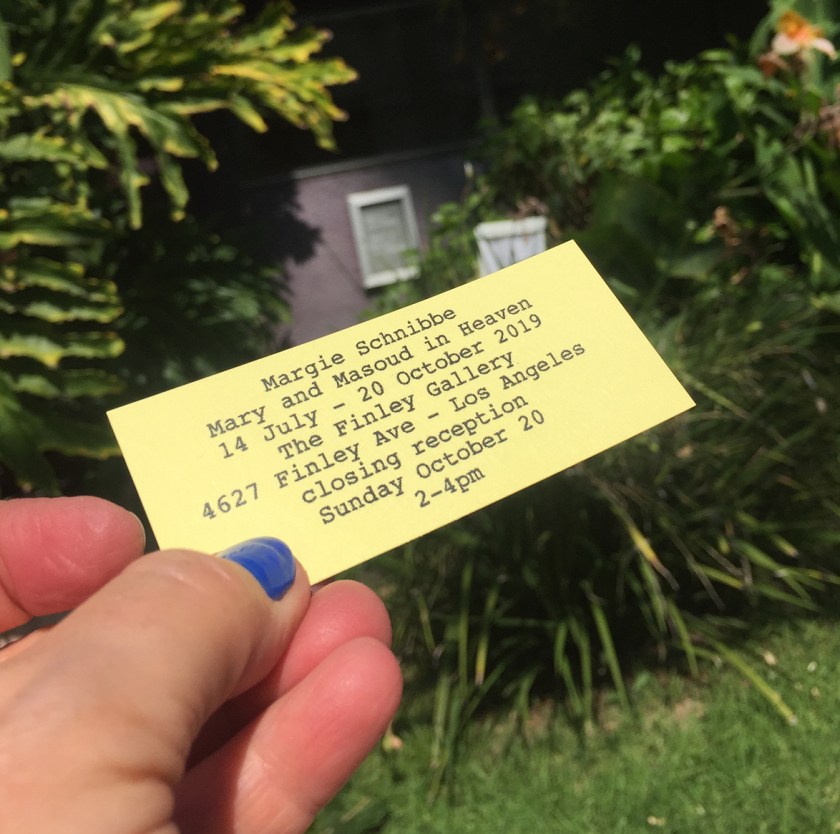 Margie Schnibbe
Mary and Masoud in Heaven
14 July - 20 October 2019
The Finley Gallery
4627 Finley Ave - Los Angeles
closing reception
Sunday October 20
2-4pm